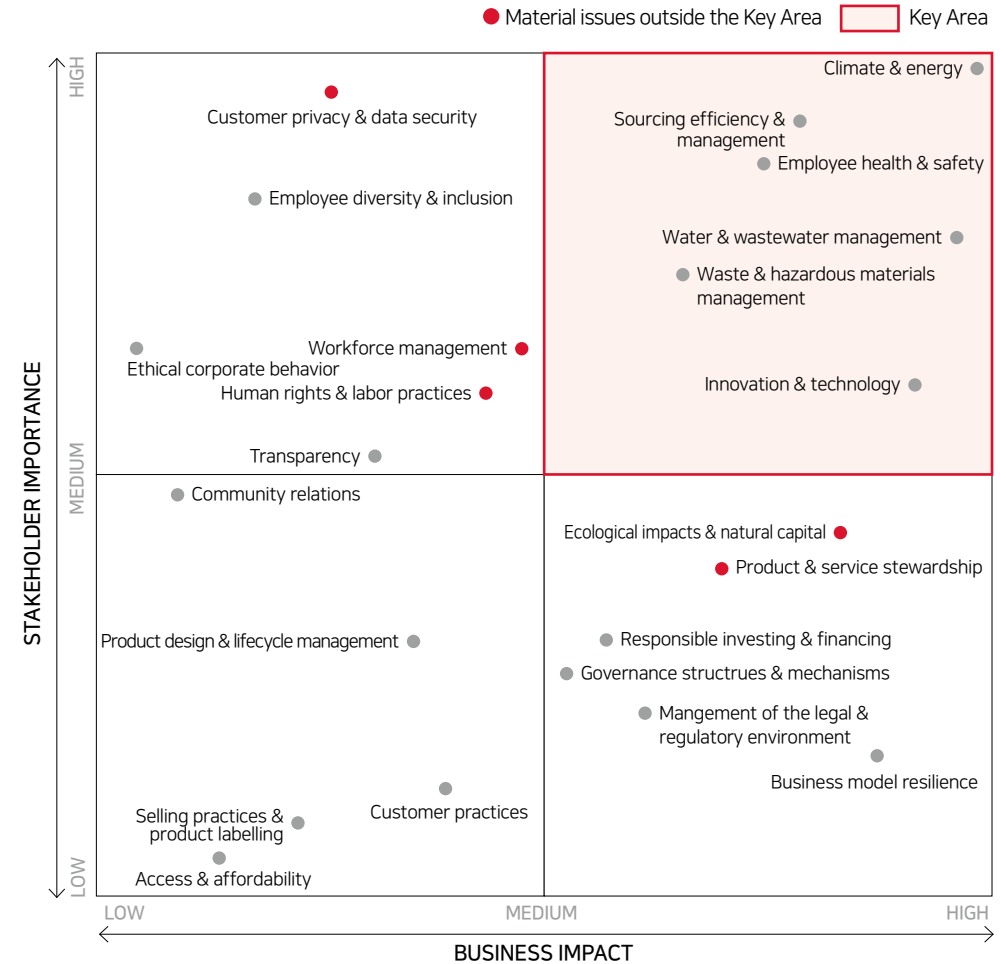 Material issues outside the Key Area
Key Area
HIGH
Climate & energy
Customer privacy & data security
Sourcing efficiency &
management
Employee health & safety
Employee diversity & inclusion
Water & wastewater management
Waste & hazardous materials
management
Workforce management
Ethical corporate behavior
Innovation & technology
Human rights & labor practices
STAKEHOLDER IMPORTANCE
MEDIUM
Transparency
Community relations
Ecological impacts & natural capital
Product & service stewardship
Product design & lifecycle management
Responsible investing & financing
Governance structrues & mechanisms
Mangement of the legal &
regulatory environment
Business model resilience
Customer practices
Selling practices &
product labelling
Access & affordability
LOW
LOW
MEDIUM
HIGH
BUSINESS IMPACT